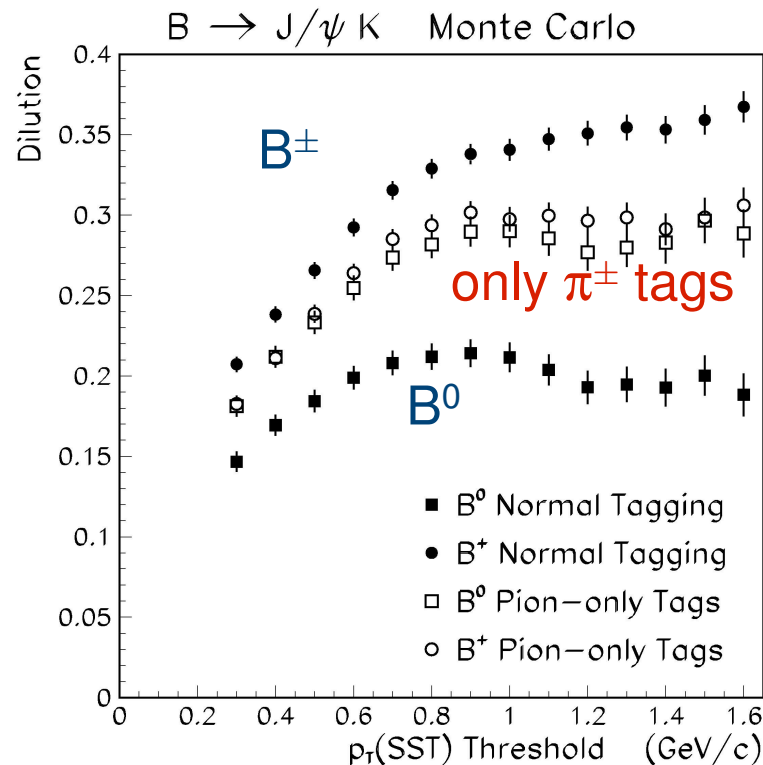 B → J/ψ K Monte Carlo
Dilution
0.4
0.35
0.3
0.25
0.2
0.15
0.1
0.05
0
B±
only π± tags
B⁰
B⁰ Normal Tagging
B⁺ Normal Tagging
B⁰ Pion-only Tags
B⁺ Pion-only Tags
0 0.2 0.4 0.6 0.8 1 1.2 1.4 1.6
p_T(SST) Threshold (GeV/c)